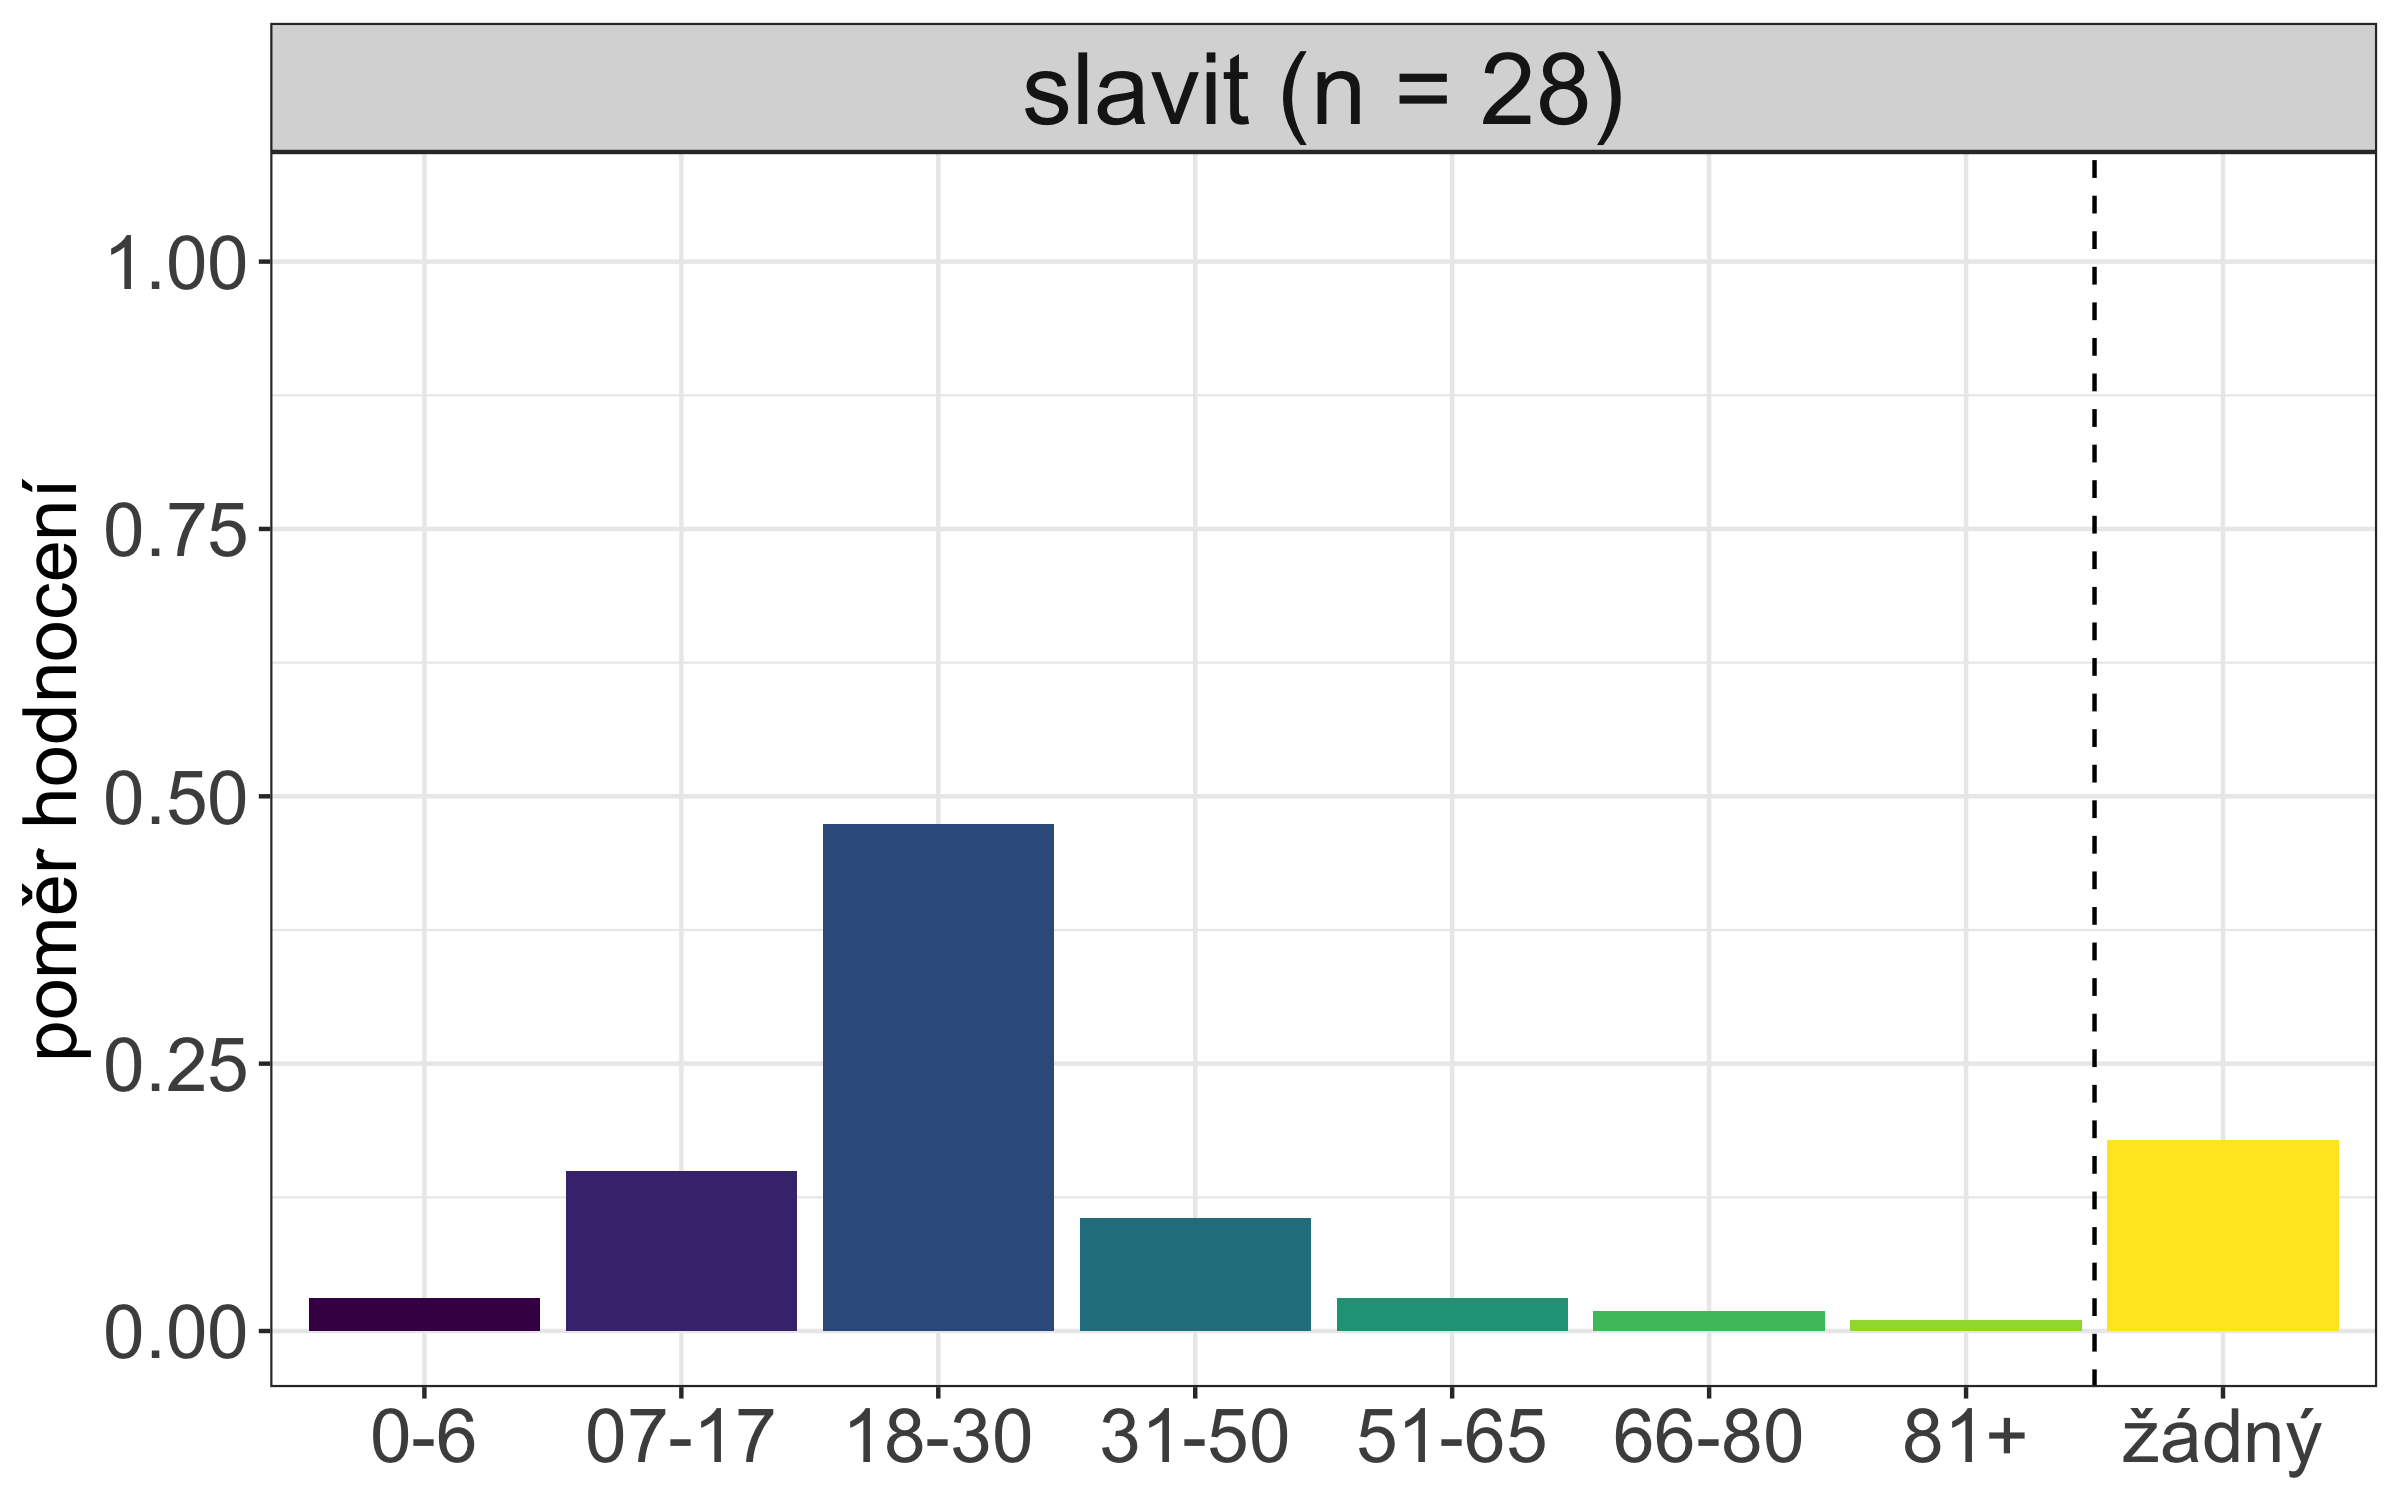 slavit (n = 28)
poměr hodnocení
1.00
0.75
0.50
0.25
0.00
0-6 07-17 18-30 31-50 51-65 66-80 81+ žádný